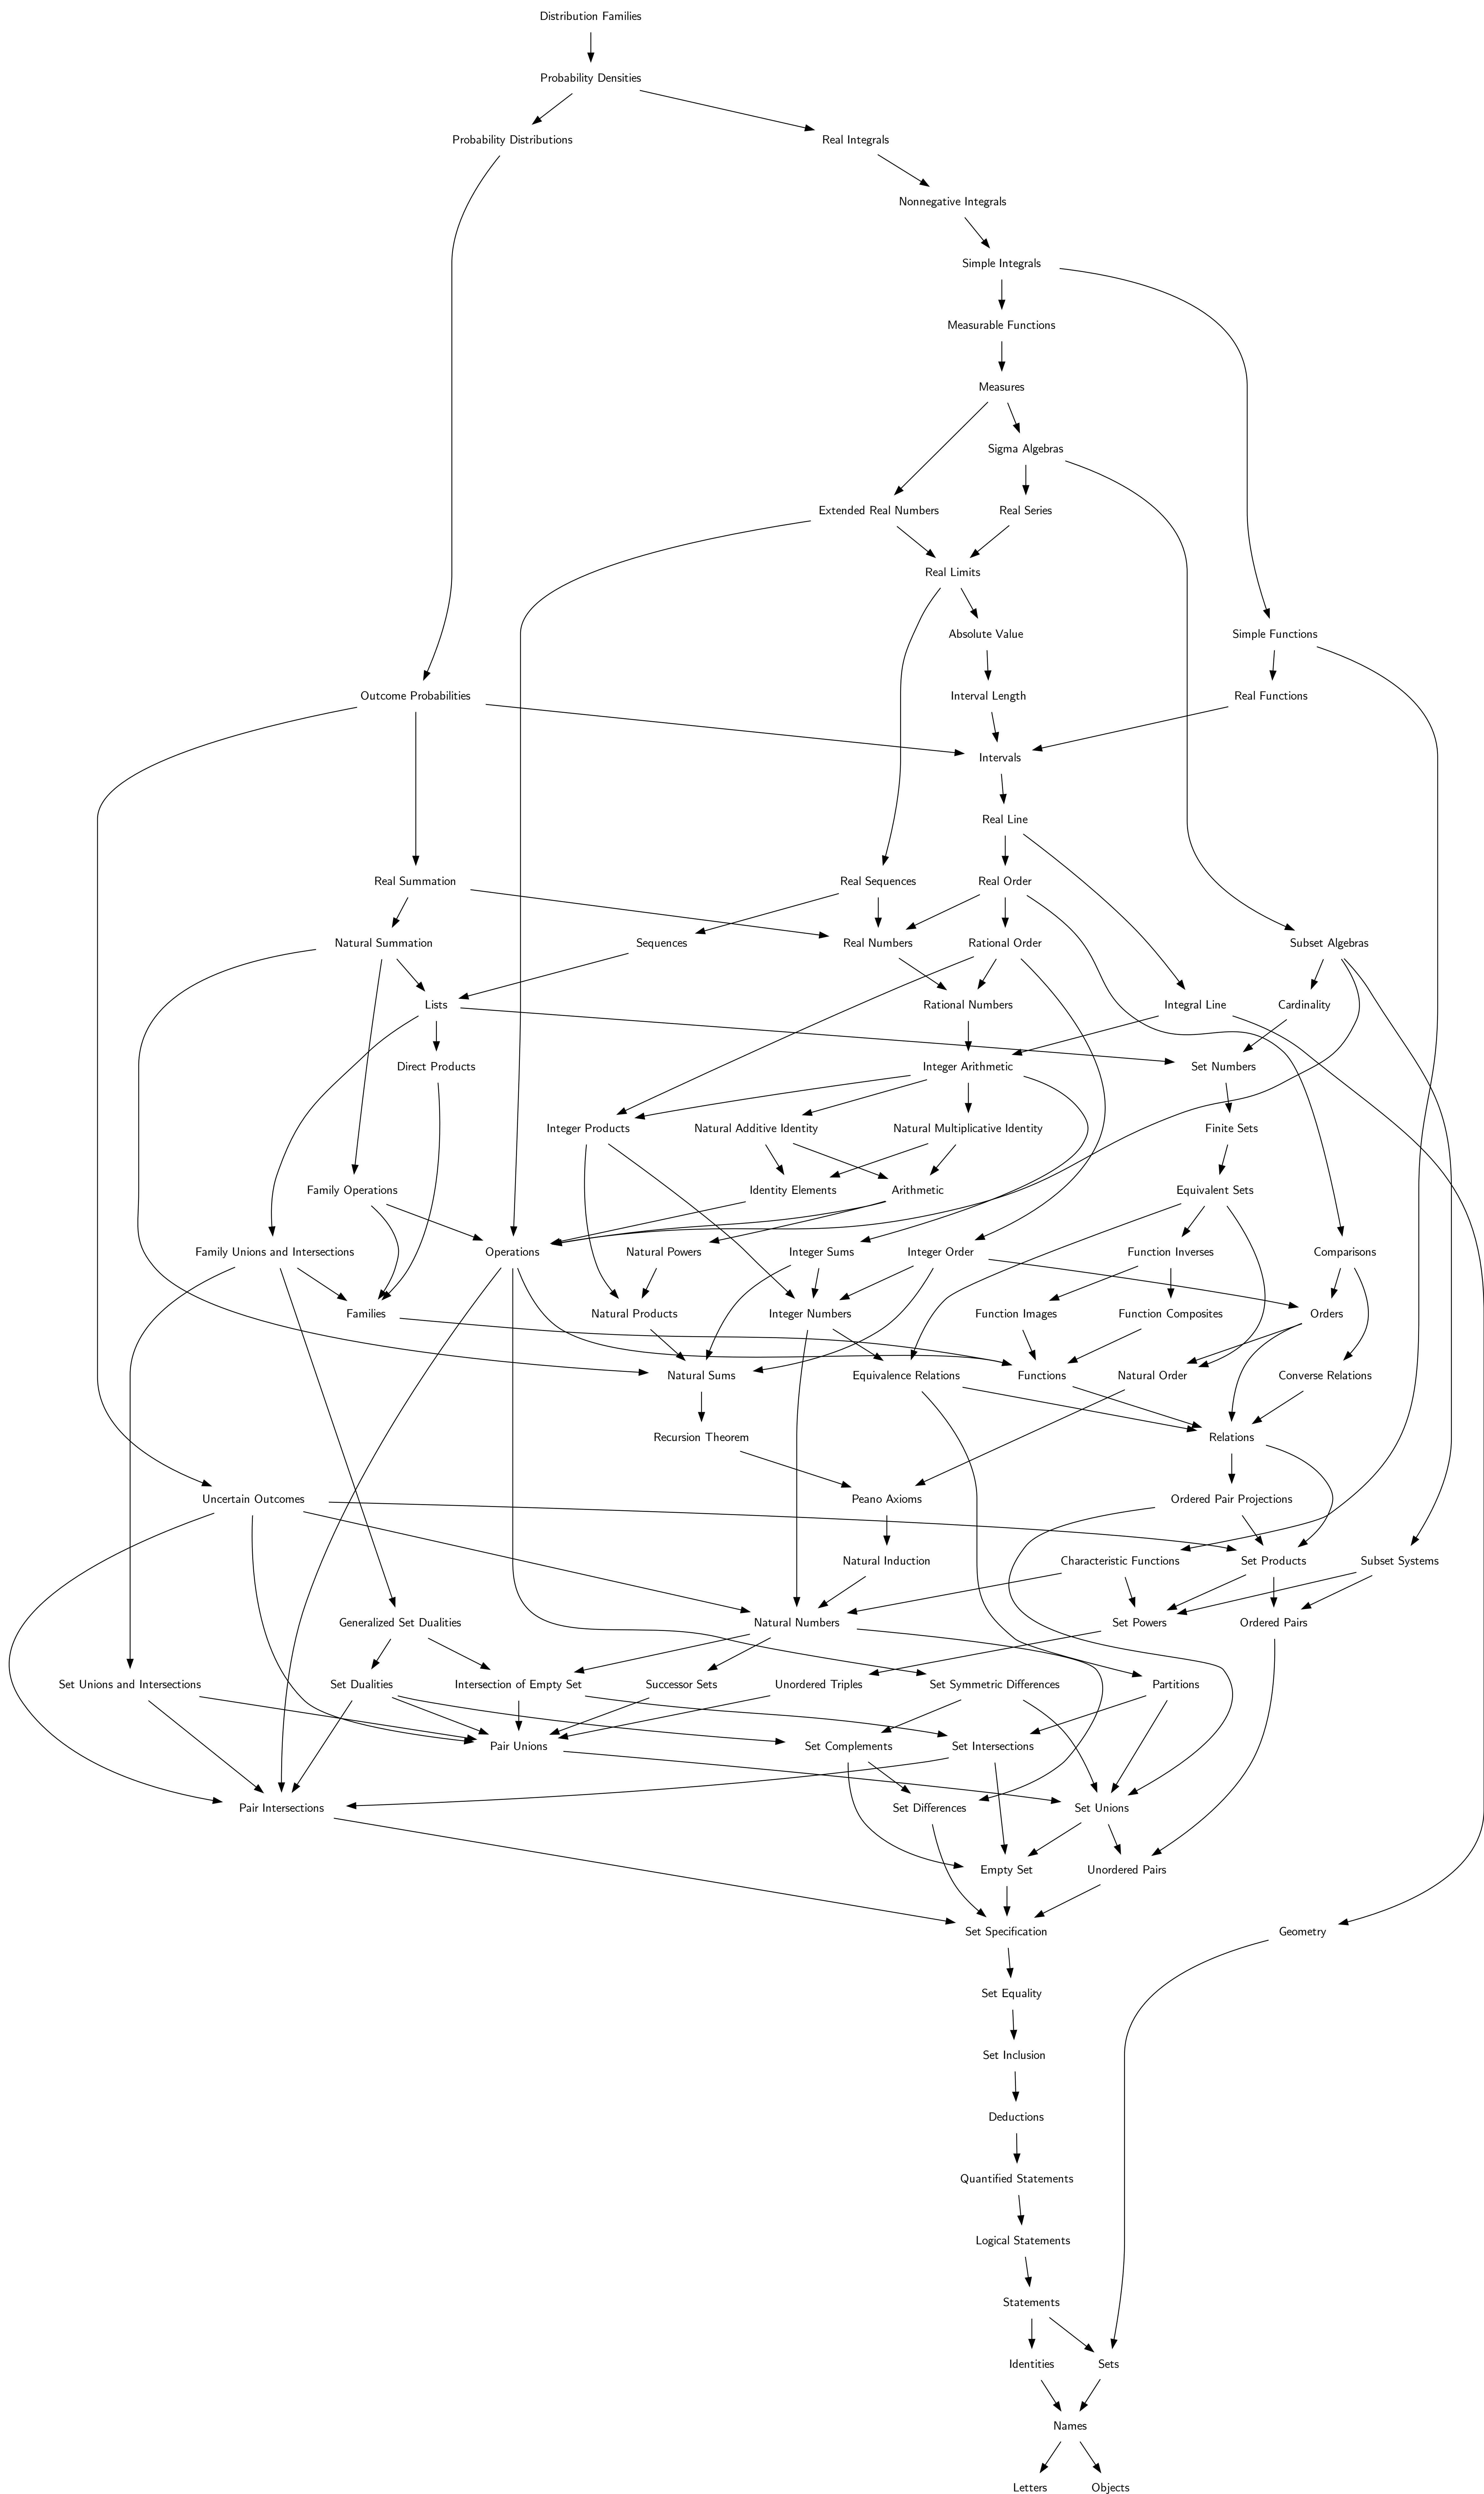 Distribution Families
Probability Densities
Probability Distributions
Real Integrals
Nonnegative Integrals
Simple Integrals
Measurable Functions
Measures
Sigma Algebras
Extended Real Numbers
Real Series
Real Limits
Absolute Value
Simple Functions
Outcome Probabilities
Interval Length
Real Functions
Intervals
Real Line
Real Summation
Real Sequences
Real Order
Natural Summation
Sequences
Real Numbers
Rational Order
Subset Algebras
Lists
Rational Numbers
Integral Line
Cardinality
Direct Products
Integer Arithmetic
Set Numbers
Integer Products
Natural Additive Identity
Natural Multiplicative Identity
Finite Sets
Family Operations
Identity Elements
Arithmetic
Equivalent Sets
Family Unions and Intersections
Operations
Natural Powers
Integer Sums
Integer Order
Function Inverses
Comparisons
Families
Natural Products
Integer Numbers
Function Images
Function Composites
Orders
Natural Sums
Equivalence Relations
Functions
Natural Order
Converse Relations
Recursion Theorem
Relations
Uncertain Outcomes
Peano Axioms
Ordered Pair Projections
Natural Induction
Characteristic Functions
Set Products
Subset Systems
Generalized Set Dualities
Natural Numbers
Set Powers
Ordered Pairs
Set Unions and Intersections
Set Dualities
Intersection of Empty Set
Successor Sets
Unordered Triples
Set Symmetric Differences
Partitions
Pair Unions
Set Complements
Set Intersections
Pair Intersections
Set Differences
Set Unions
Empty Set
Unordered Pairs
Set Specification
Geometry
Set Equality
Set Inclusion
Deductions
Quantified Statements
Logical Statements
Statements
Identities
Sets
Names
Letters
Objects